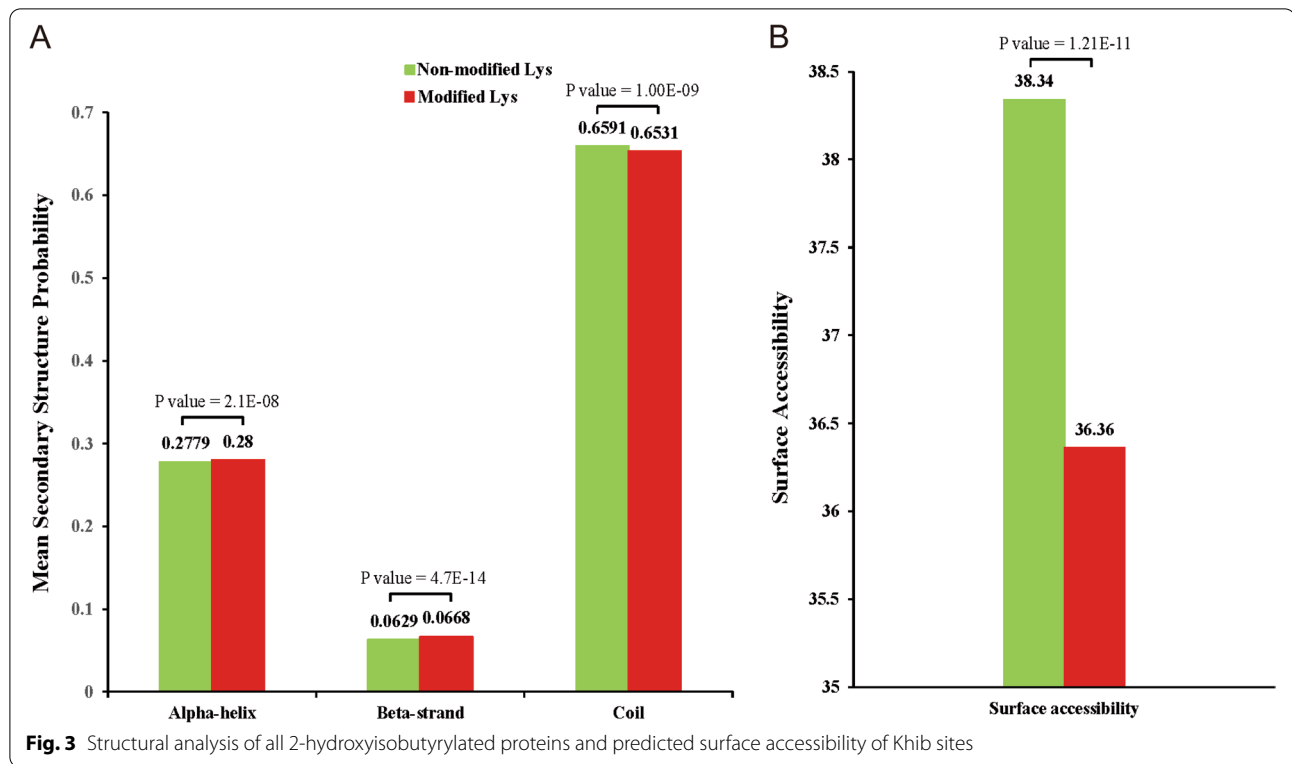 A
Non-modified Lys
Modified Lys
Mean Secondary Structure Probability
0.7
0.6
0.5
0.4
0.3
0.2
0.1
0
P value = 2.1E-08
0.2779 0.28
P value = 4.7E-14
0.0629 0.0668
P value = 1.00E-09
0.6591 0.6531
Alpha-helix Beta-strand Coil
B
P value = 1.21E-11
Surface Accessibility
38.5
38
37.5
37
36.5
36
35.5
35
38.34
36.36
Surface accessibility
Fig. 3 Structural analysis of all 2-hydroxyisobutyrylated proteins and predicted surface accessibility of Khib sites